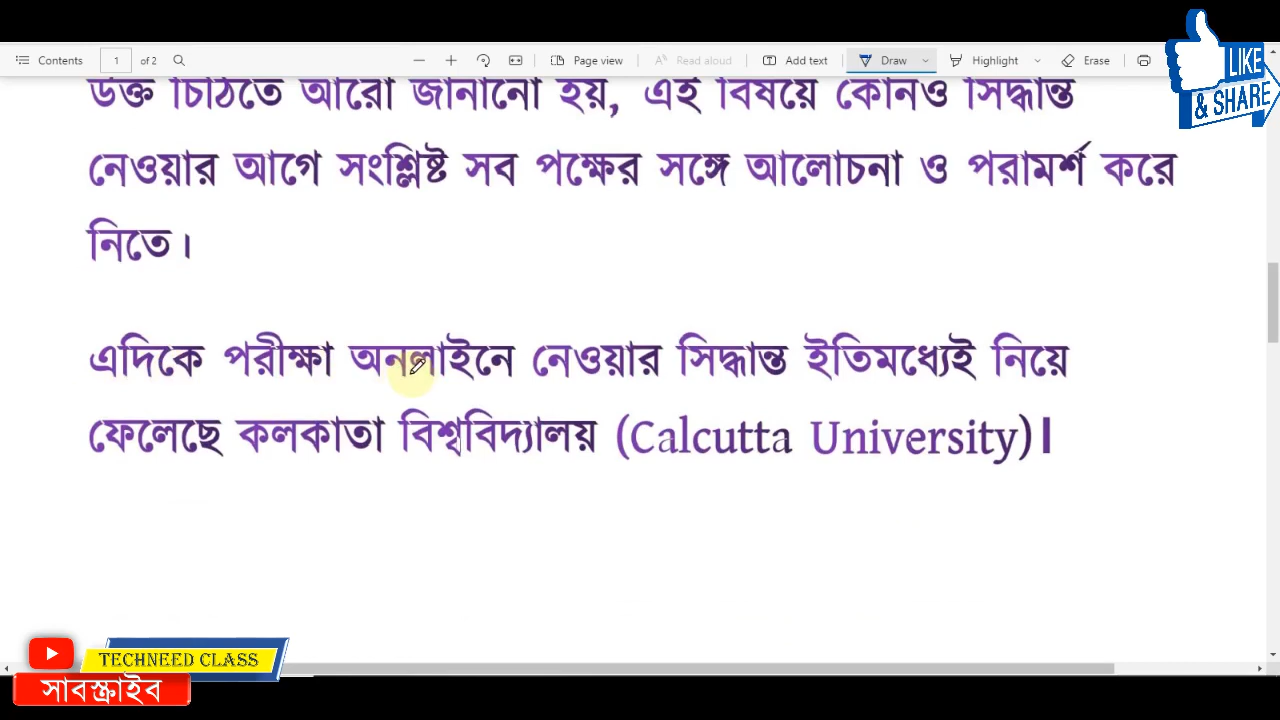 Contents 1 of 2 Page view Read aloud Add text Draw Highlight Erase
LIKE
& SHARE
উক্ত চিঠিতে আরো জানানো হয়, এই বিষয়ে কোনও সিদ্ধান্ত
নেওয়ার আগে সংশ্লিষ্ট সব পক্ষের সঙ্গে আলোচনা ও পরামর্শ করে
নিতে।
এদিকে পরীক্ষা অনলাইনে নেওয়ার সিদ্ধান্ত ইতিমধ্যেই নিয়ে
ফেলেছে কলকাতা বিশ্ববিদ্যালয় (Calcutta University)।
TECHNEED CLASS
সাবস্ক্রাইব